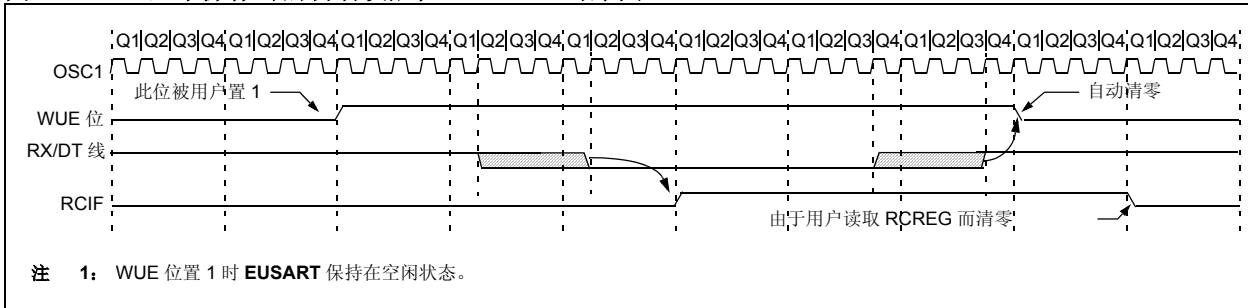 Q1 Q2 Q3 Q4 Q1 Q2 Q3 Q4 Q1 Q2 Q3 Q4 Q1 Q2 Q3 Q4 Q1 Q2 Q3 Q4 Q1 Q2 Q3 Q4 Q1 Q2 Q3 Q4 Q1 Q2 Q3 Q4 Q1 Q2 Q3 Q4 Q1 Q2 Q3 Q4
OSC1
此位被用户置 1
自动清零
WUE 位
RX/DT 线
RCIF
由于用户读取 RCREG 而清零
注 1: WUE 位置 1 时 EUSART 保持在空闲状态。